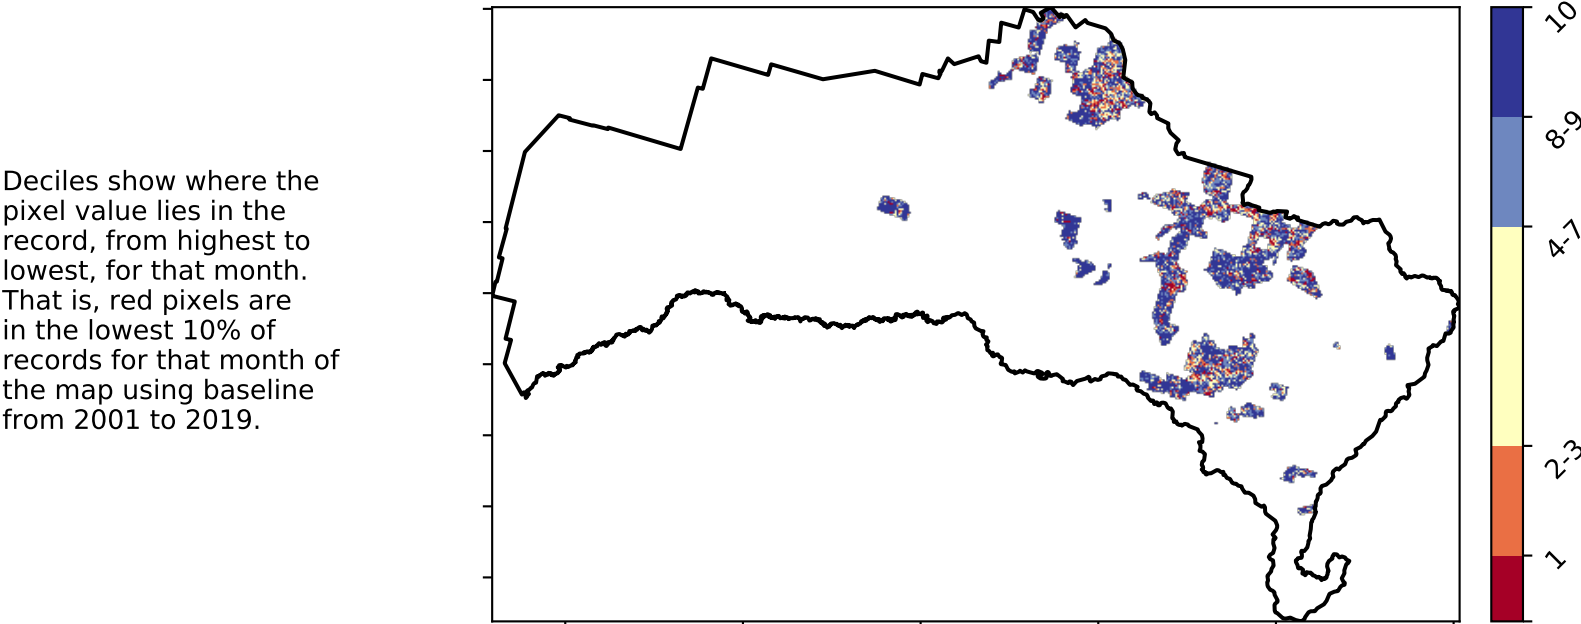 Deciles show where the
pixel value lies in the
record, from highest to
lowest, for that month.
That is, red pixels are
in the lowest 10% of
records for that month of
the map using baseline
from 2001 to 2019.
10
8-9
4-7
2-3
1